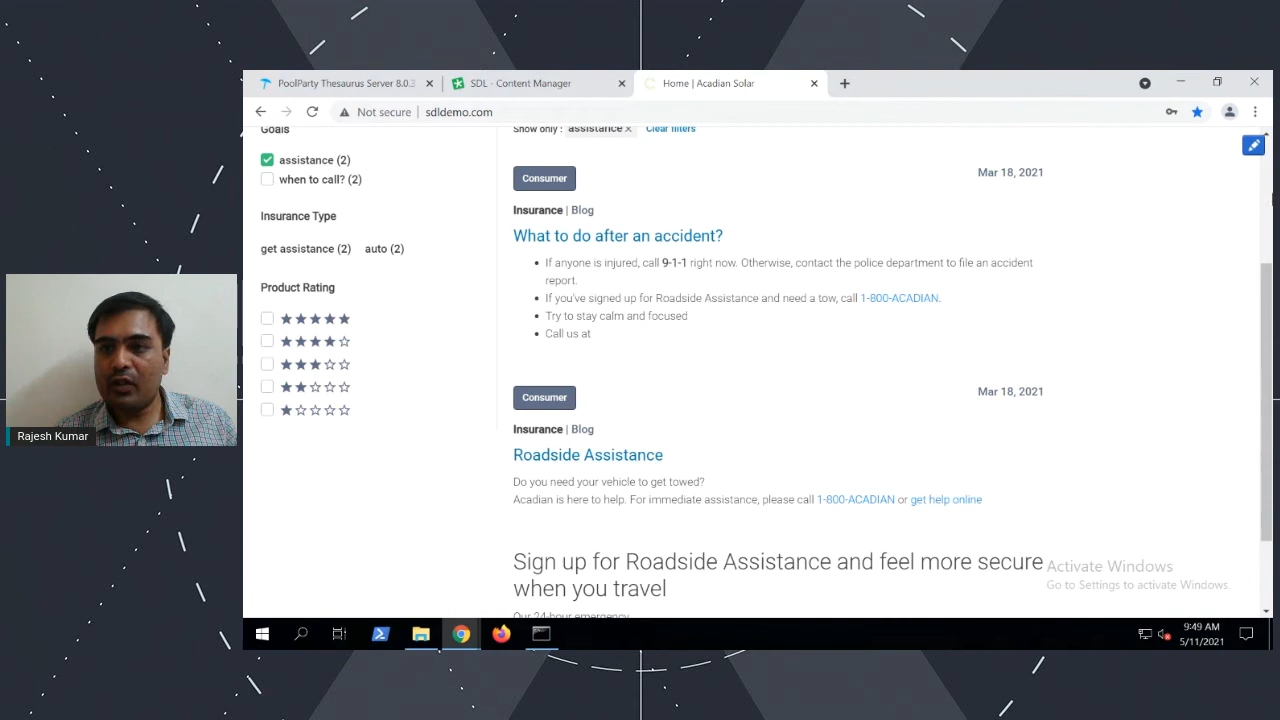 PoolParty Thesaurus Server 8.0.3
SDL - Content Manager
Home | Acadian Solar
Not secure | sdldemo.com
Goals
assistance (2)
when to call? (2)
Insurance Type
get assistance (2) auto (2)
Product Rating
Show only : assistance × Clear filters
Consumer
Mar 18, 2021
Insurance | Blog
What to do after an accident?
If anyone is injured, call 9-1-1 right now. Otherwise, contact the police department to file an accident
report.
If you've signed up for Roadside Assistance and need a tow, call 1-800-ACADIAN.
Try to stay calm and focused
Call us at
Consumer
Mar 18, 2021
Insurance | Blog
Roadside Assistance
Do you need your vehicle to get towed?
Acadian is here to help. For immediate assistance, please call 1-800-ACADIAN or get help online
Sign up for Roadside Assistance and feel more secure
when you travel
Our 24-hour emergency
Activate Windows
Go to Settings to activate Windows.
Rajesh Kumar
9:49 AM
5/11/2021